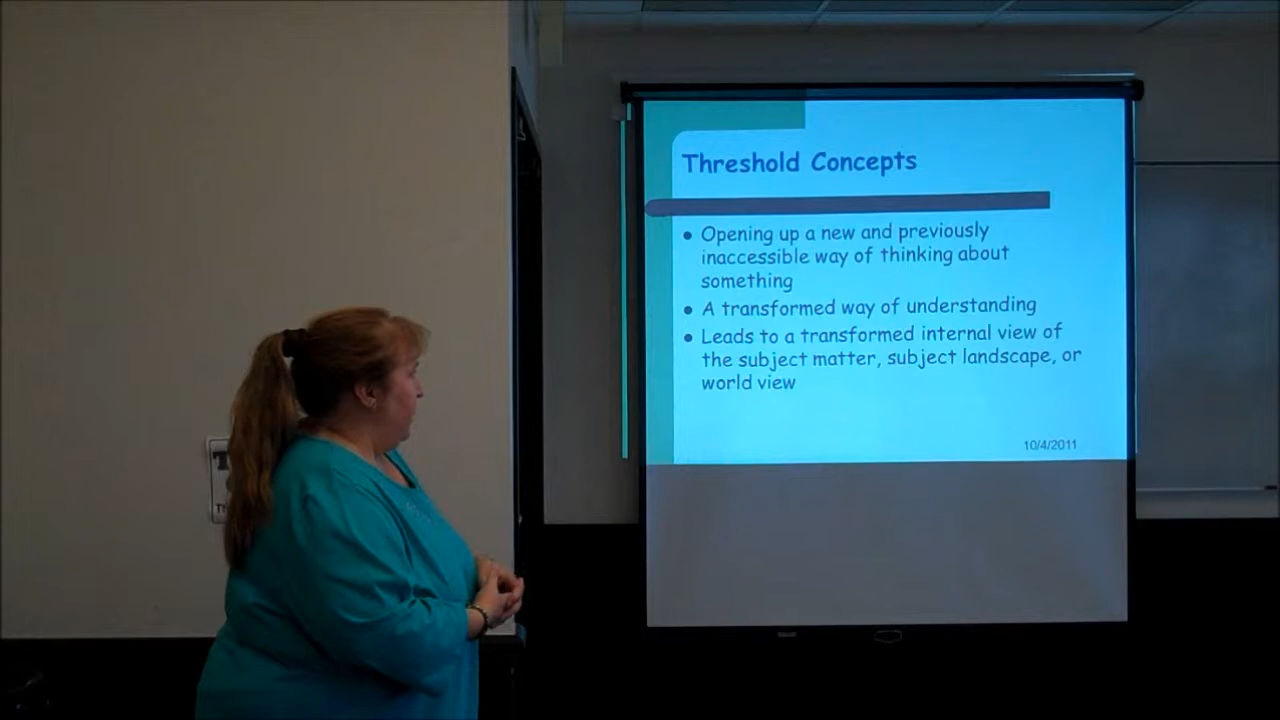 Threshold Concepts
• Opening up a new and previously
inaccessible way of thinking about
something
• A transformed way of understanding
• Leads to a transformed internal view of
the subject matter, subject landscape, or
world view
10/4/2011